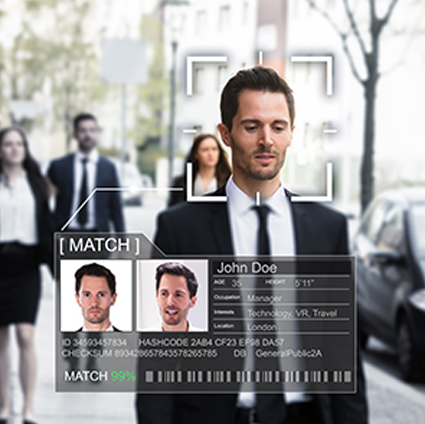 [ MATCH ]
John Doe
AGE 35 HEIGHT 5'11"
Occupation Manager
Interests Technology, VR, Travel
Location London
ID 34593457834 HASHCODE 2AB4 CF23 EF98 DA57
CHECKSUM 893428657843578265785 DB GeneralPublic2A
MATCH 99%